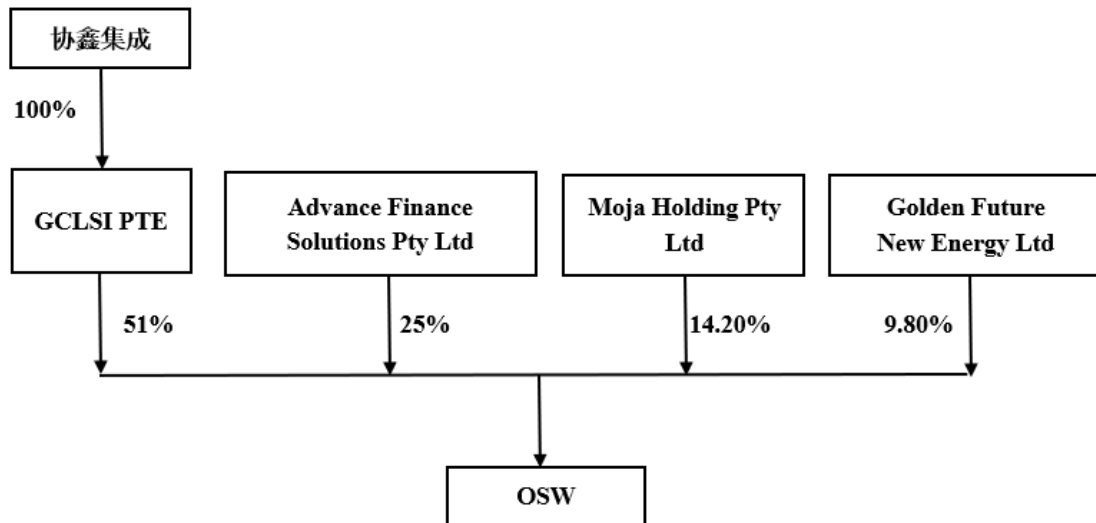 协鑫集成
100%
GCLSI PTE
Advance Finance
Solutions Pty Ltd
Moja Holding Pty
Ltd
Golden Future
New Energy Ltd
51%
25%
14.20%
9.80%
OSW